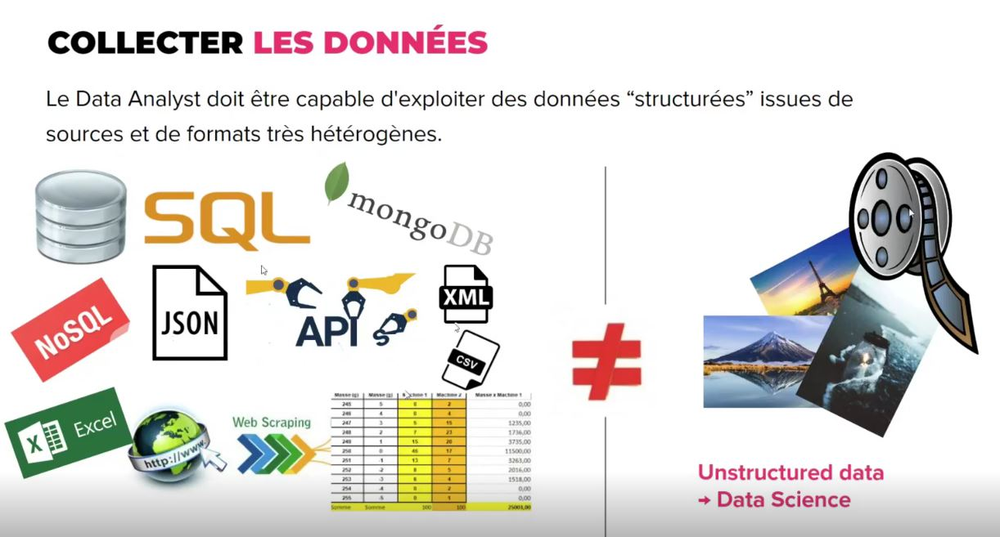 COLLECTER LES DONNÉES
Le Data Analyst doit être capable d'exploiter des données “structurées” issues de
sources et de formats très hétérogènes.
SQL
mongoDB
NoSQL
JSON
APIs
XML
CSV
X Excel
http://www.
Web Scraping
Masse (g) Masse (g) Machine 1 Machine 2 Masse x Machine 1
245 5 0 2 0,00
246 4 0 4 0,00
247 3 5 15 1235,00
248 2 7 23 1736,00
249 1 15 20 3735,00
250 0 46 17 11500,00
251 -1 13 7 3263,00
252 -2 8 5 2016,00
253 -3 6 4 1518,00
254 -4 0 2 0,00
255 -5 0 1 0,00
Somme Somme 100 100 25003,00
≠
Unstructured data
→ Data Science